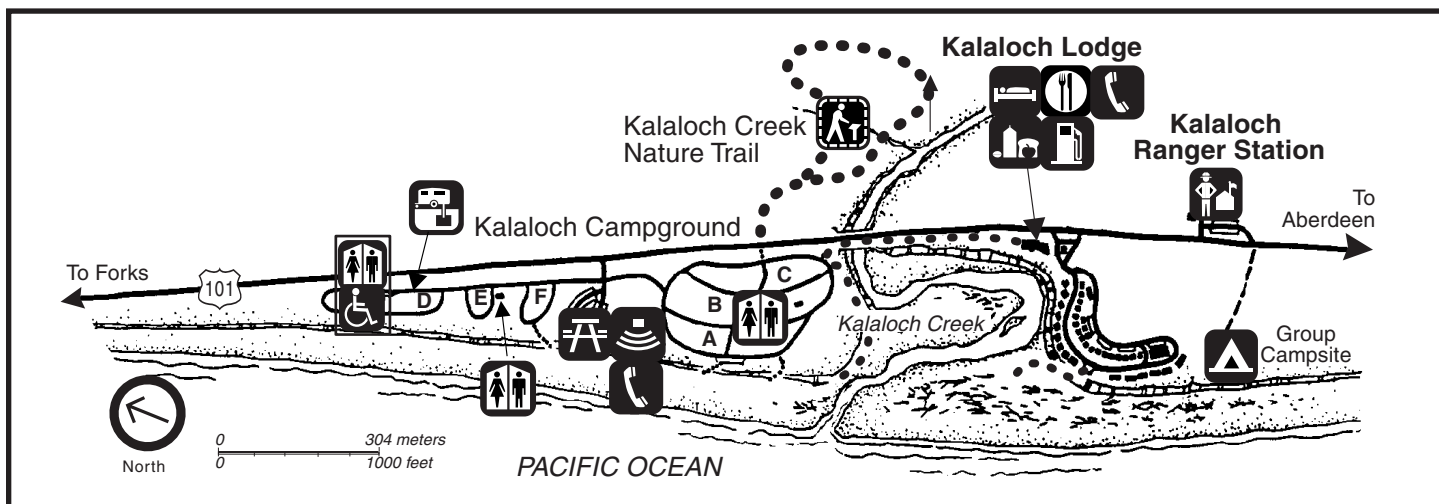 Kalaloch Lodge
Kalaloch Creek
Nature Trail
Kalaloch
Ranger Station
To
Aberdeen
Kalaloch Campground
To Forks
101
D
E
F
C
B
A
Kalaloch Creek
Group
Campsite
North
0
304 meters
0
1000 feet
PACIFIC OCEAN